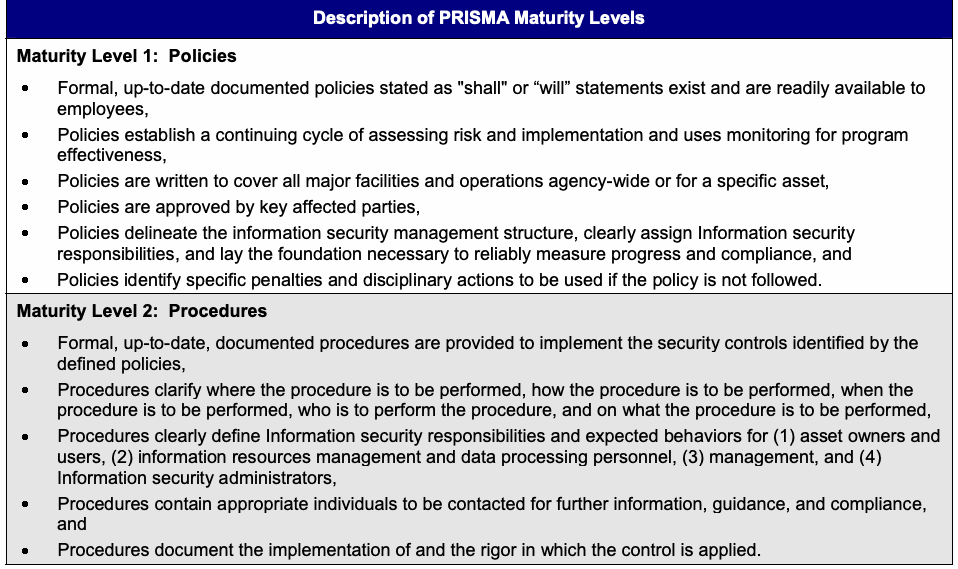 Description of PRISMA Maturity Levels
Maturity Level 1:  Policies
• Formal, up-to-date documented policies stated as "shall" or “will” statements exist and are readily available to
employees,
• Policies establish a continuing cycle of assessing risk and implementation and uses monitoring for program
effectiveness,
• Policies are written to cover all major facilities and operations agency-wide or for a specific asset,
• Policies are approved by key affected parties,
• Policies delineate the information security management structure, clearly assign Information security
responsibilities, and lay the foundation necessary to reliably measure progress and compliance, and
• Policies identify specific penalties and disciplinary actions to be used if the policy is not followed.
Maturity Level 2:  Procedures
• Formal, up-to-date, documented procedures are provided to implement the security controls identified by the
defined policies,
• Procedures clarify where the procedure is to be performed, how the procedure is to be performed, when the
procedure is to be performed, who is to perform the procedure, and on what the procedure is to be performed,
• Procedures clearly define Information security responsibilities and expected behaviors for (1) asset owners and
users, (2) information resources management and data processing personnel, (3) management, and (4)
Information security administrators,
• Procedures contain appropriate individuals to be contacted for further information, guidance, and compliance,
and
• Procedures document the implementation of and the rigor in which the control is applied.